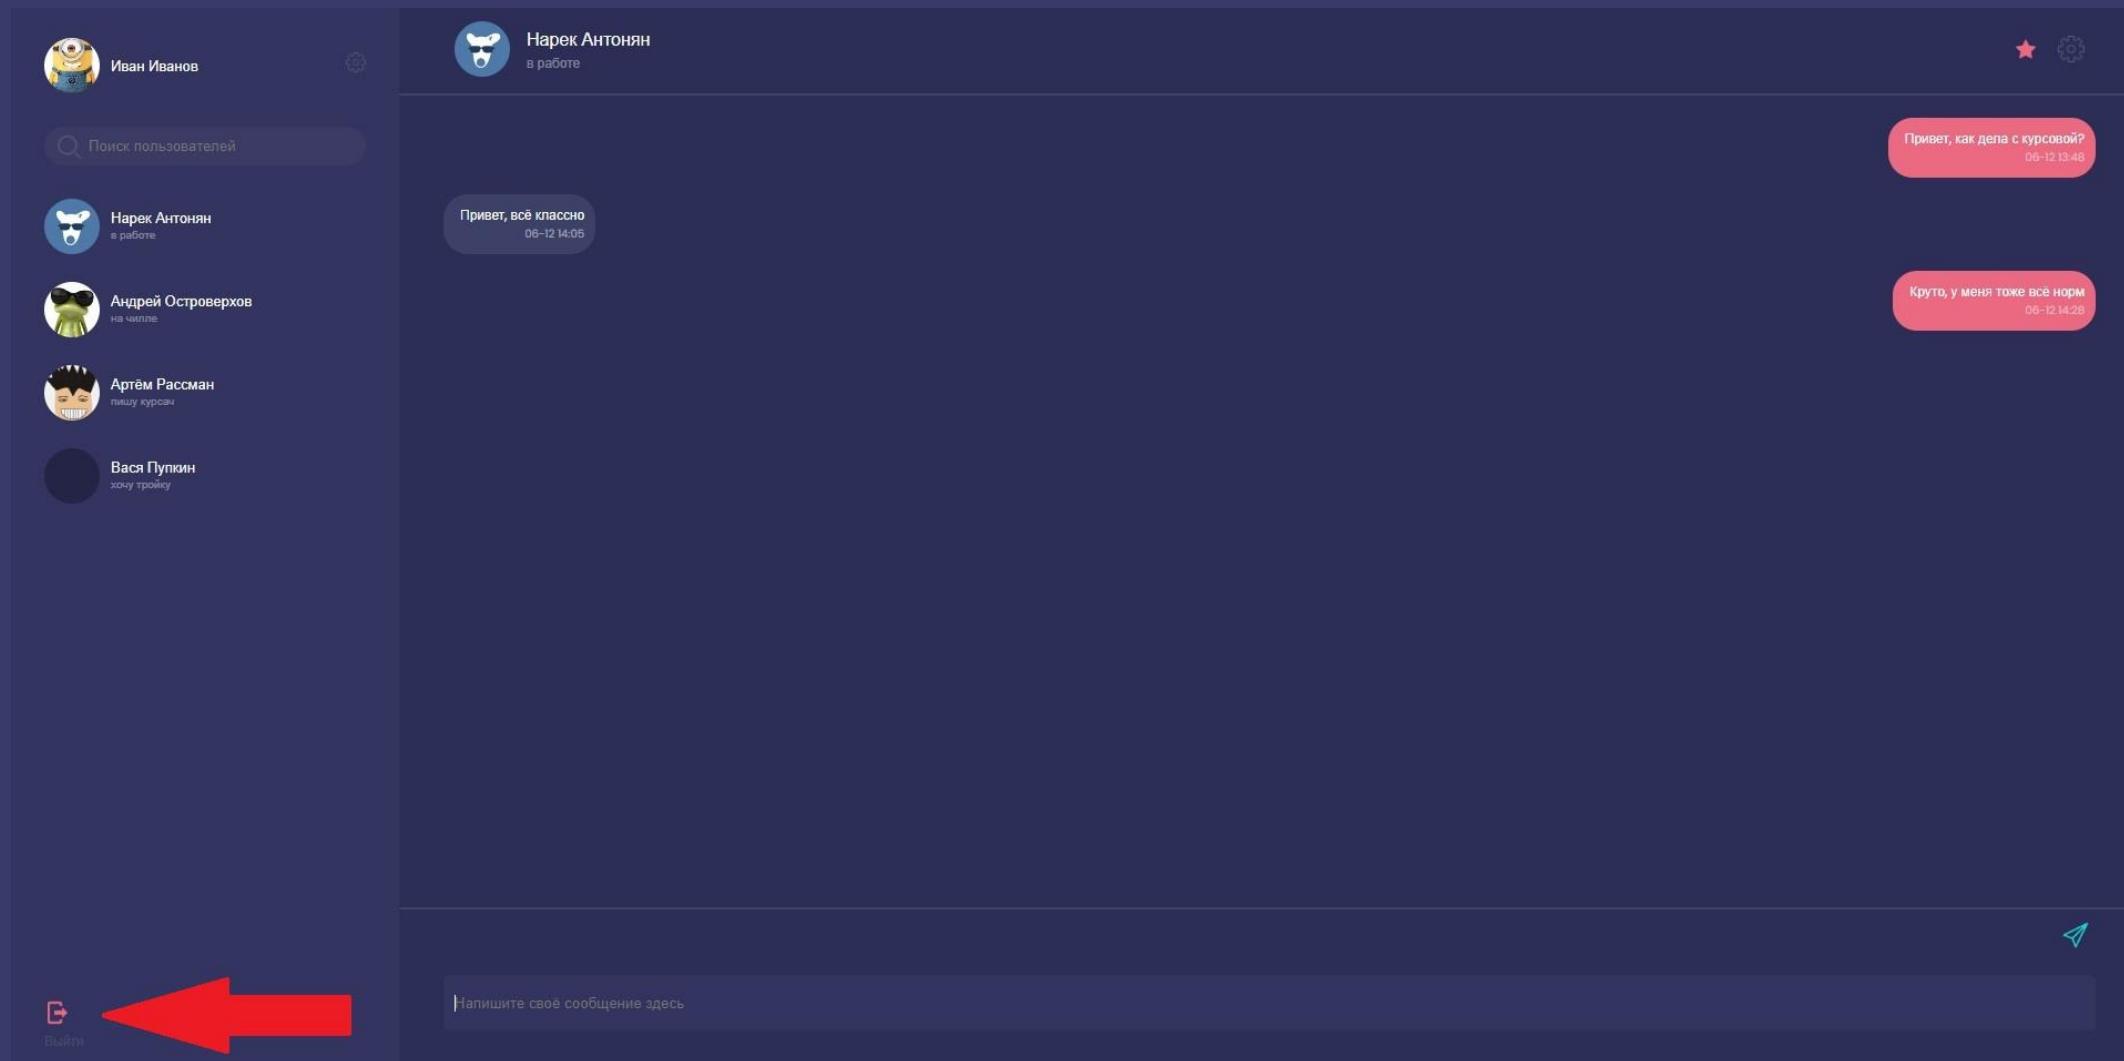 Иван Иванов
Поиск пользователей
Нарек Антонян
в работе
Андрей Островерхов
на чилле
Артём Рассман
пишу курсач
Вася Пупкин
хочу тройку
Выйти
Нарек Антонян
в работе
Привет, как дела с курсовой?
06-12 13:48
Привет, всё классно
06-12 14:05
Круто, у меня тоже всё норм
06-12 14:28
Напишите своё сообщение здесь